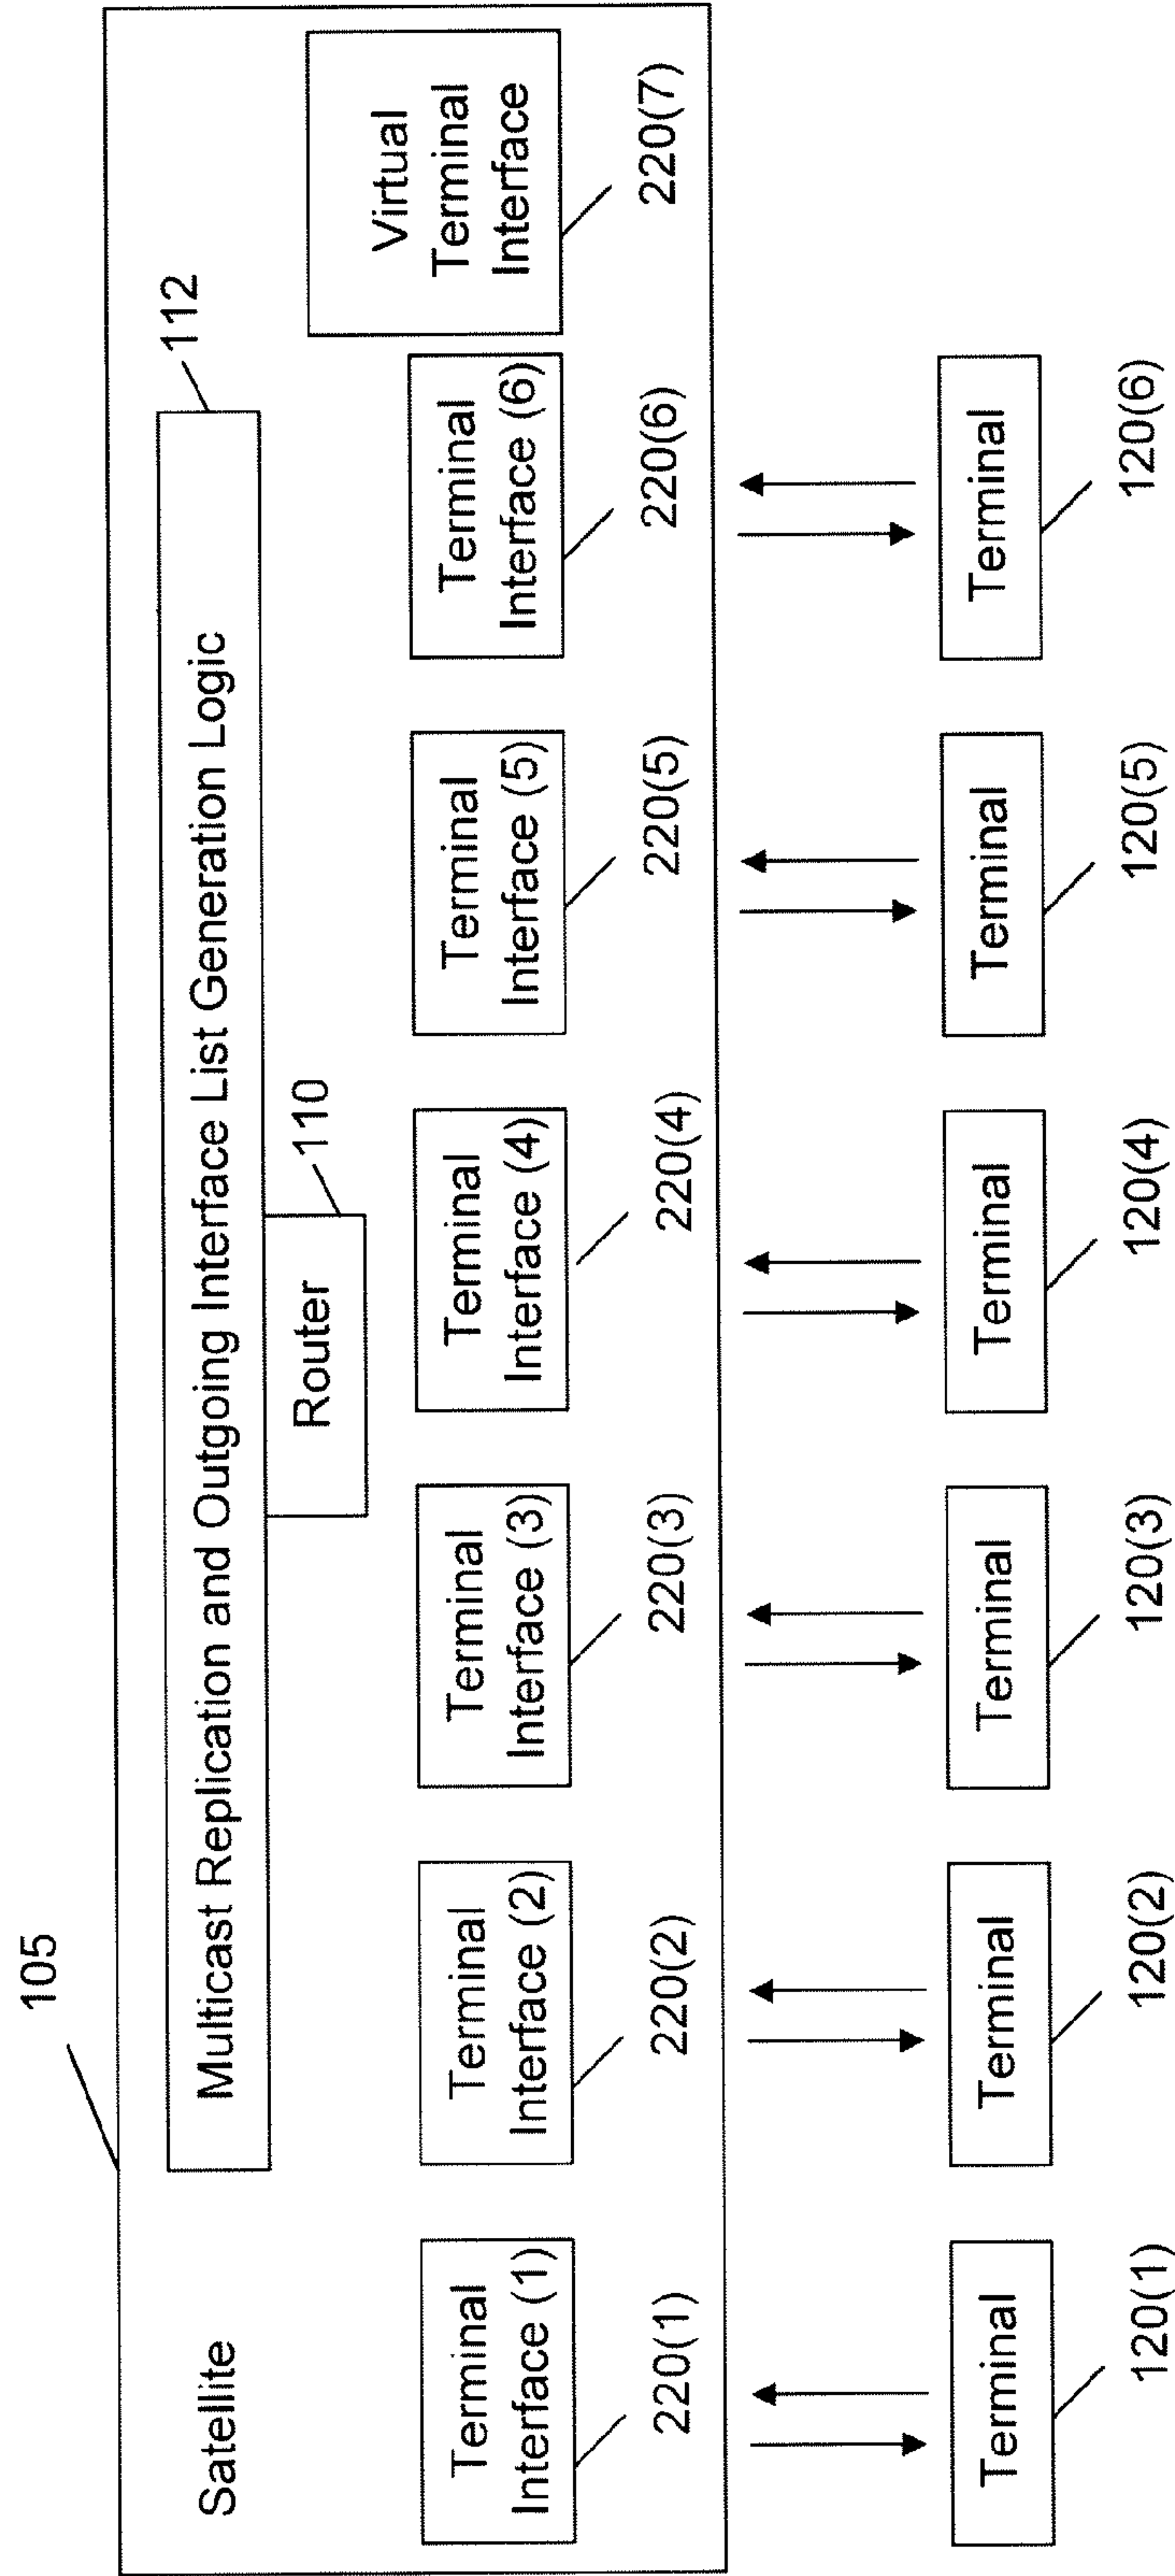 105
Satellite
Multicast Replication and Outgoing Interface List Generation Logic
112
Router
110
Terminal
Interface (1)
220(1)
Terminal
Interface (2)
220(2)
Terminal
Interface (3)
220(3)
Terminal
Interface (4)
220(4)
Terminal
Interface (5)
220(5)
Terminal
Interface (6)
220(6)
Virtual
Terminal
Interface
220(7)
Terminal
120(1)
Terminal
120(2)
Terminal
120(3)
Terminal
120(4)
Terminal
120(5)
Terminal
120(6)